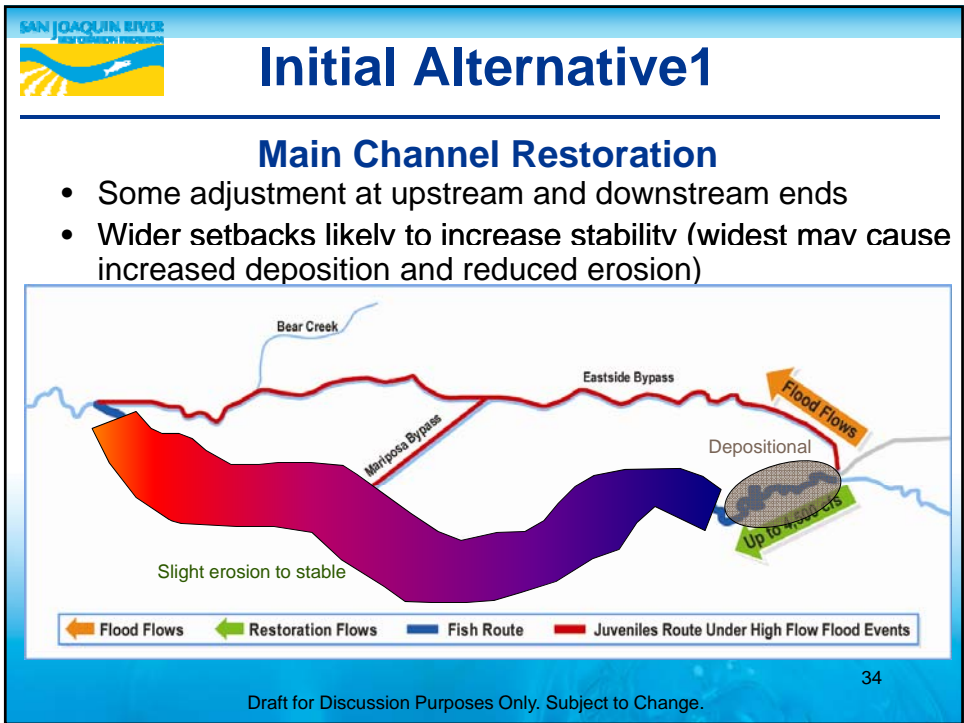 SAN JOAQUIN RIVER
RESTORATION PROGRAM
Initial Alternative1
Main Channel Restoration
• Some adjustment at upstream and downstream ends
• Wider setbacks likely to increase stability (widest may cause
increased deposition and reduced erosion)
Bear Creek
Eastside Bypass
Flood Flows
Mariposa Bypass
Depositional
Up to 4,500 cfs
Slight erosion to stable
Flood Flows
Restoration Flows
Fish Route
Juveniles Route Under High Flow Flood Events
34
Draft for Discussion Purposes Only. Subject to Change.